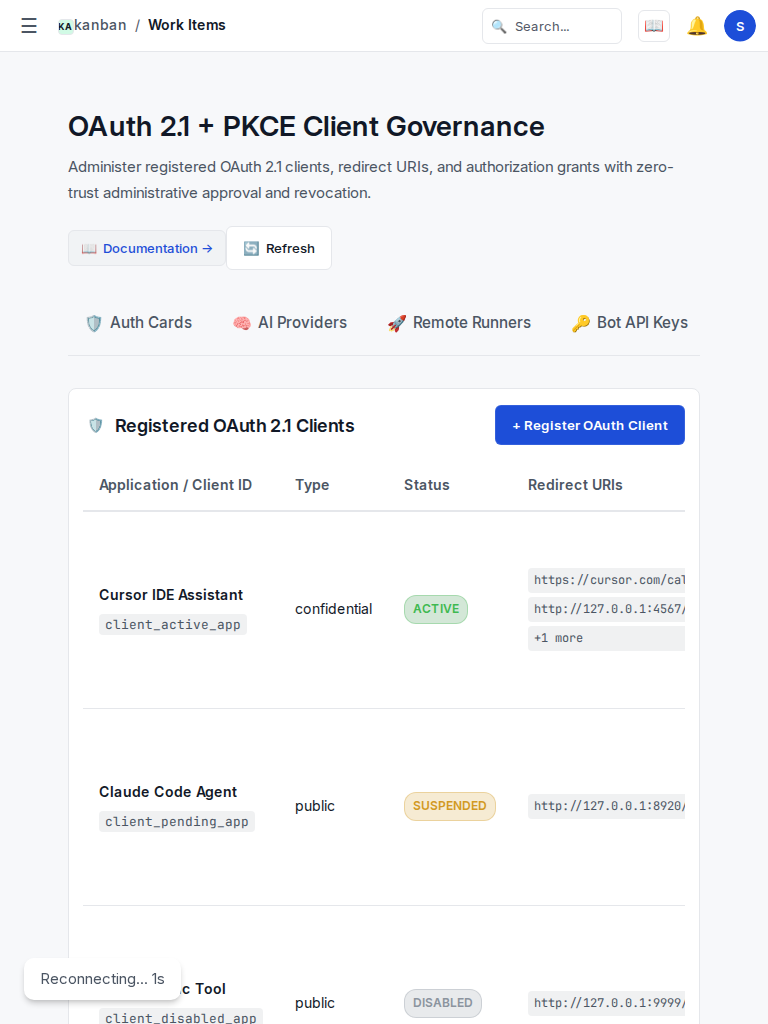 ☰ KA kanban / Work Items 🔍 Search... 📖 🔔 S
OAuth 2.1 + PKCE Client Governance
Administer registered OAuth 2.1 clients, redirect URIs, and authorization grants with zero-
trust administrative approval and revocation.
📖 Documentation → 🔄 Refresh
🛡️ Auth Cards 🧠 AI Providers 🚀 Remote Runners 🔑 Bot API Keys
🛡️ Registered OAuth 2.1 Clients + Register OAuth Client
Application / Client ID Type Status Redirect URIs
https://cursor.com/cal
Cursor IDE Assistant
client_active_app confidential ACTIVE http://127.0.0.1:4567/
+1 more
Claude Code Agent
client_pending_app public SUSPENDED http://127.0.0.1:8920/
Reconnecting... 1s
c Tool
client_disabled_app public DISABLED http://127.0.0.1:9999/